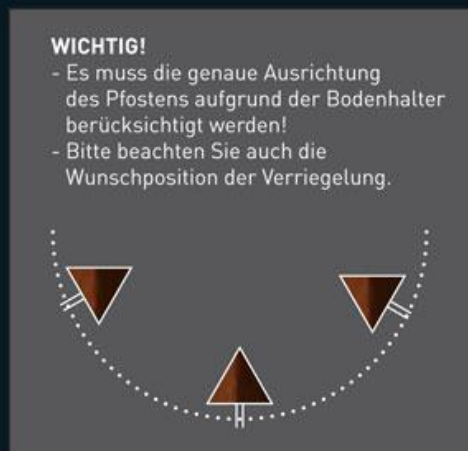 WICHTIG!
- Es muss die genaue Ausrichtung
des Pfostens aufgrund der Bodenhalter
berücksichtigt werden!
- Bitte beachten Sie auch die
Wunschposition der Verriegelung.